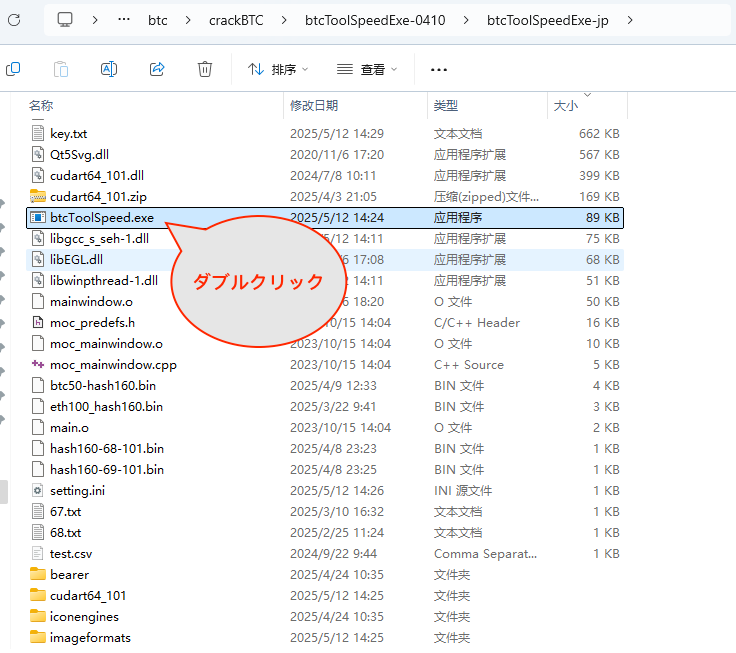 btc > crackBTC > btcToolSpeedExe-0410 > btcToolSpeedExe-jp >
排序 查看
名称 修改日期 类型 大小
key.txt 2025/5/12 14:29 文本文档 662 KB
Qt5Svg.dll 2020/11/6 17:20 应用程序扩展 567 KB
cudart64_101.dll 2024/7/8 10:11 应用程序扩展 399 KB
cudart64_101.zip 2025/4/3 21:05 压缩(zipped)文件... 169 KB
btcToolSpeed.exe 2025/5/12 14:24 应用程序 89 KB
libgcc_s_seh-1.dll 14:11 应用程序扩展 75 KB
libEGL.dll 6 17:08 应用程序扩展 68 KB
ダブルクリック
libwinpthread-1.dll 14:11 应用程序扩展 51 KB
mainwindow.o 6 18:20 O 文件 50 KB
moc_predefs.h 10/15 14:04 C/C++ Header 16 KB
moc_mainwindow.o 2023/10/15 14:04 O 文件 10 KB
moc_mainwindow.cpp 2023/10/15 14:04 C++ Source 5 KB
btc50-hash160.bin 2025/4/9 12:33 BIN 文件 4 KB
eth100_hash160.bin 2025/3/22 9:41 BIN 文件 3 KB
main.o 2023/10/15 14:04 O 文件 2 KB
hash160-68-101.bin 2025/4/8 23:23 BIN 文件 1 KB
hash160-69-101.bin 2025/4/8 23:25 BIN 文件 1 KB
setting.ini 2025/5/12 14:26 INI 源文件 1 KB
67.txt 2025/3/10 16:32 文本文档 1 KB
68.txt 2025/2/25 11:24 文本文档 1 KB
test.csv 2024/9/22 9:44 Comma Separat... 1 KB
bearer 2025/4/24 10:35 文件夹
cudart64_101 2025/5/12 14:25 文件夹
iconengines 2025/4/24 10:35 文件夹
imageformats 2025/5/12 14:25 文件夹